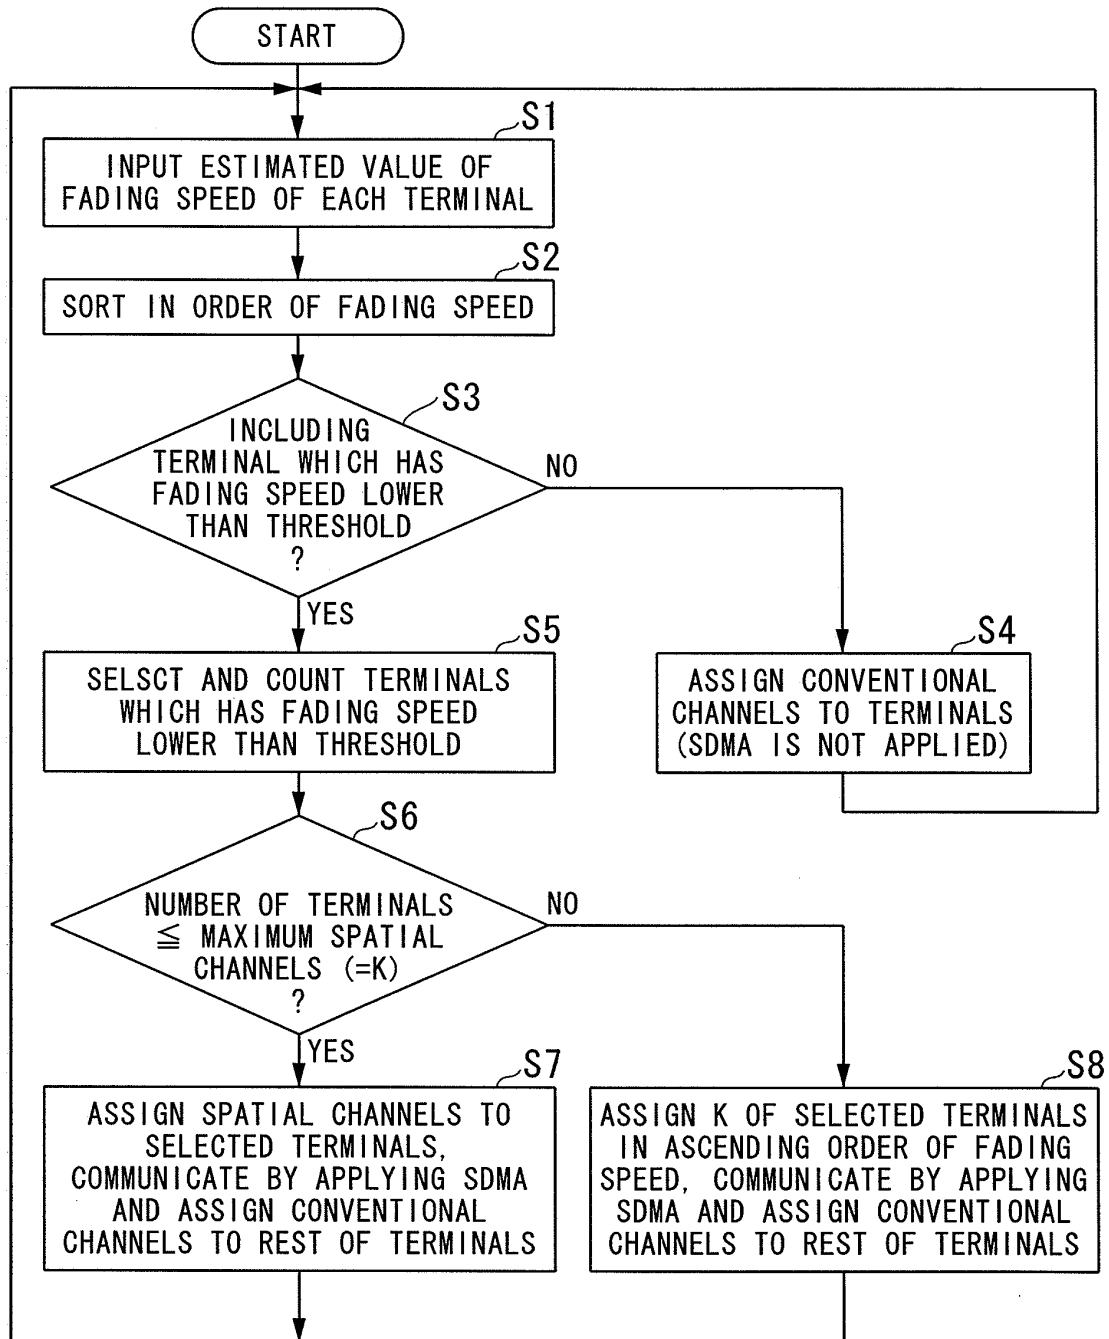 START
S1
INPUT ESTIMATED VALUE OF
FADING SPEED OF EACH TERMINAL
S2
SORT IN ORDER OF FADING SPEED
S3
INCLUDING
TERMINAL WHICH HAS
FADING SPEED LOWER
THAN THRESHOLD
?
NO
YES
S5
SELSCT AND COUNT TERMINALS
WHICH HAS FADING SPEED
LOWER THAN THRESHOLD
S4
ASSIGN CONVENTIONAL
CHANNELS TO TERMINALS
(SDMA IS NOT APPLIED)
S6
NUMBER OF TERMINALS
≦ MAXIMUM SPATIAL
CHANNELS (=K)
?
NO
YES
S7
ASSIGN SPATIAL CHANNELS TO
SELECTED TERMINALS,
COMMUNICATE BY APPLYING SDMA
AND ASSIGN CONVENTIONAL
CHANNELS TO REST OF TERMINALS
S8
ASSIGN K OF SELECTED TERMINALS
IN ASCENDING ORDER OF FADING
SPEED, COMMUNICATE BY APPLYING
SDMA AND ASSIGN CONVENTIONAL
CHANNELS TO REST OF TERMINALS